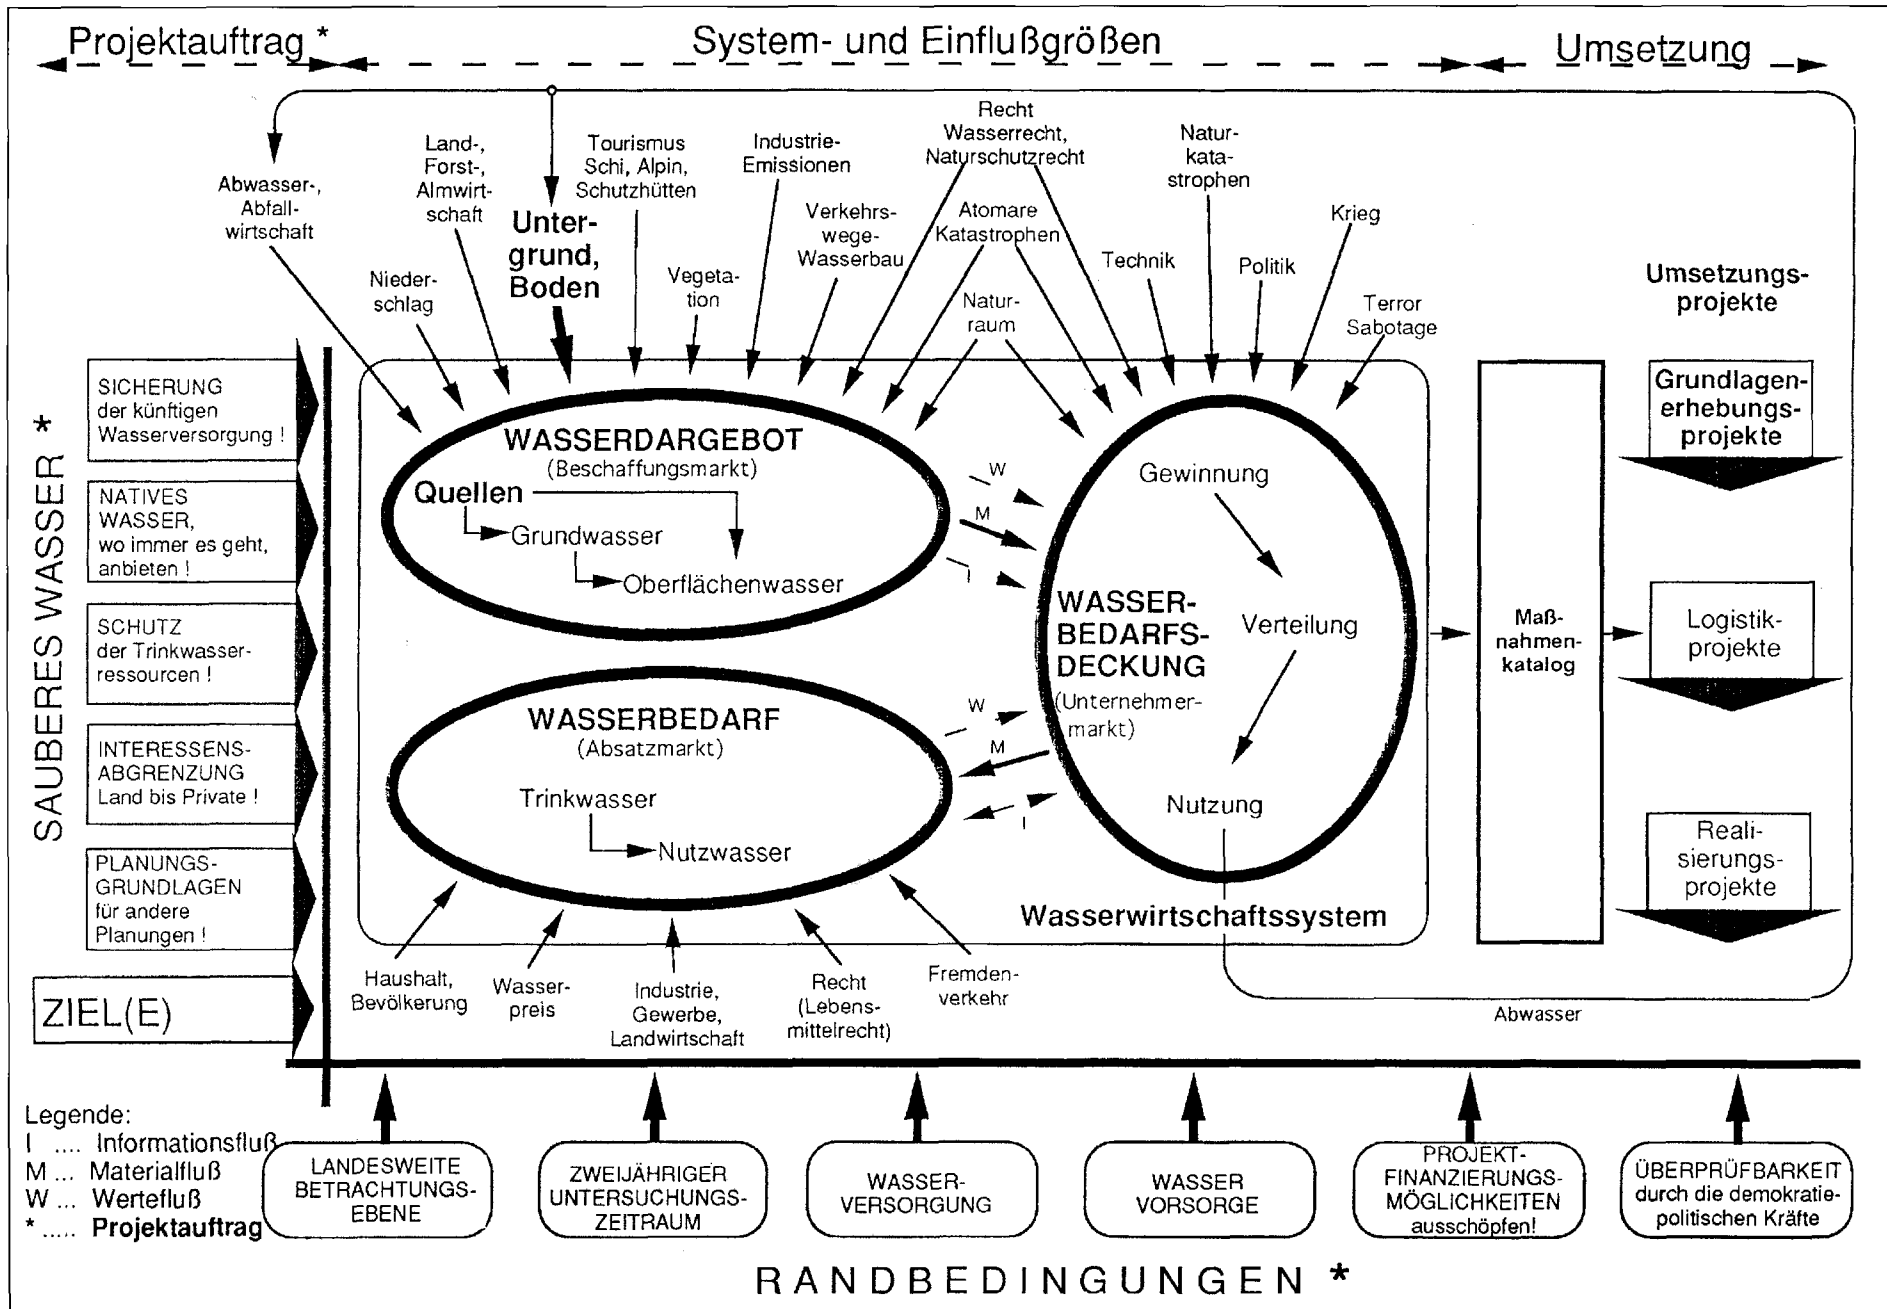 Projektauftrag *
System- und Einflußgrößen
Umsetzung
Abwasser-,
Abfall-
wirtschaft
Nieder-
schlag
Land-,
Forst-,
Almwirt-
schaft
Unter-
grund,
Boden
Tourismus
Schi, Alpin,
Schutzhütten
Vegeta-
tion
Industrie-
Emissionen
Verkehrs-
wege-
Wasserbau
Recht
Wasserrecht,
Naturschutzrecht
Atomare
Katastrophen
Natur-
raum
Technik
Natur-
kata-
strophen
Politik
Krieg
Terror
Sabotage
Umsetzungs-
projekte
SAUBERES WASSER *
SICHERUNG
der künftigen
Wasserversorgung !
NATIVES
WASSER,
wo immer es geht,
anbieten !
SCHUTZ
der Trinkwasser-
ressourcen !
INTERESSENS-
ABGRENZUNG
Land bis Private !
PLANUNGS-
GRUNDLAGEN
für andere
Planungen !
ZIEL(E)
WASSERDARGEBOT
(Beschaffungsmarkt)
Quellen
Grundwasser
Oberflächenwasser
W
M
I
WASSERBEDARF
(Absatzmarkt)
Trinkwasser
Nutzwasser
W
M
I
Gewinnung
WASSER-
BEDARFS-
DECKUNG
(Unternehmer-
markt)
Verteilung
Nutzung
Wasserwirtschaftssystem
Maß-
nahmen-
katalog
Grundlagen-
erhebungs-
projekte
Logistik-
projekte
Reali-
sierungs-
projekte
Haushalt,
Bevölkerung
Wasser-
preis
Industrie,
Gewerbe,
Landwirtschaft
Recht
(Lebens-
mittelrecht)
Fremden-
verkehr
Abwasser
Legende:
I .... Informationsfluß
M ... Materialfluß
W ... Wertefluß
* ..... Projektauftrag
LANDESWEITE
BETRACHTUNGS-
EBENE
ZWEIJÄHRIGER
UNTERSUCHUNGS-
ZEITRAUM
WASSER-
VERSORGUNG
WASSER
VORSORGE
PROJEKT-
FINANZIERUNGS-
MÖGLICHKEITEN
ausschöpfen!
ÜBERPRÜFBARKEIT
durch die demokratie-
politischen Kräfte
RANDBEDINGUNGEN *